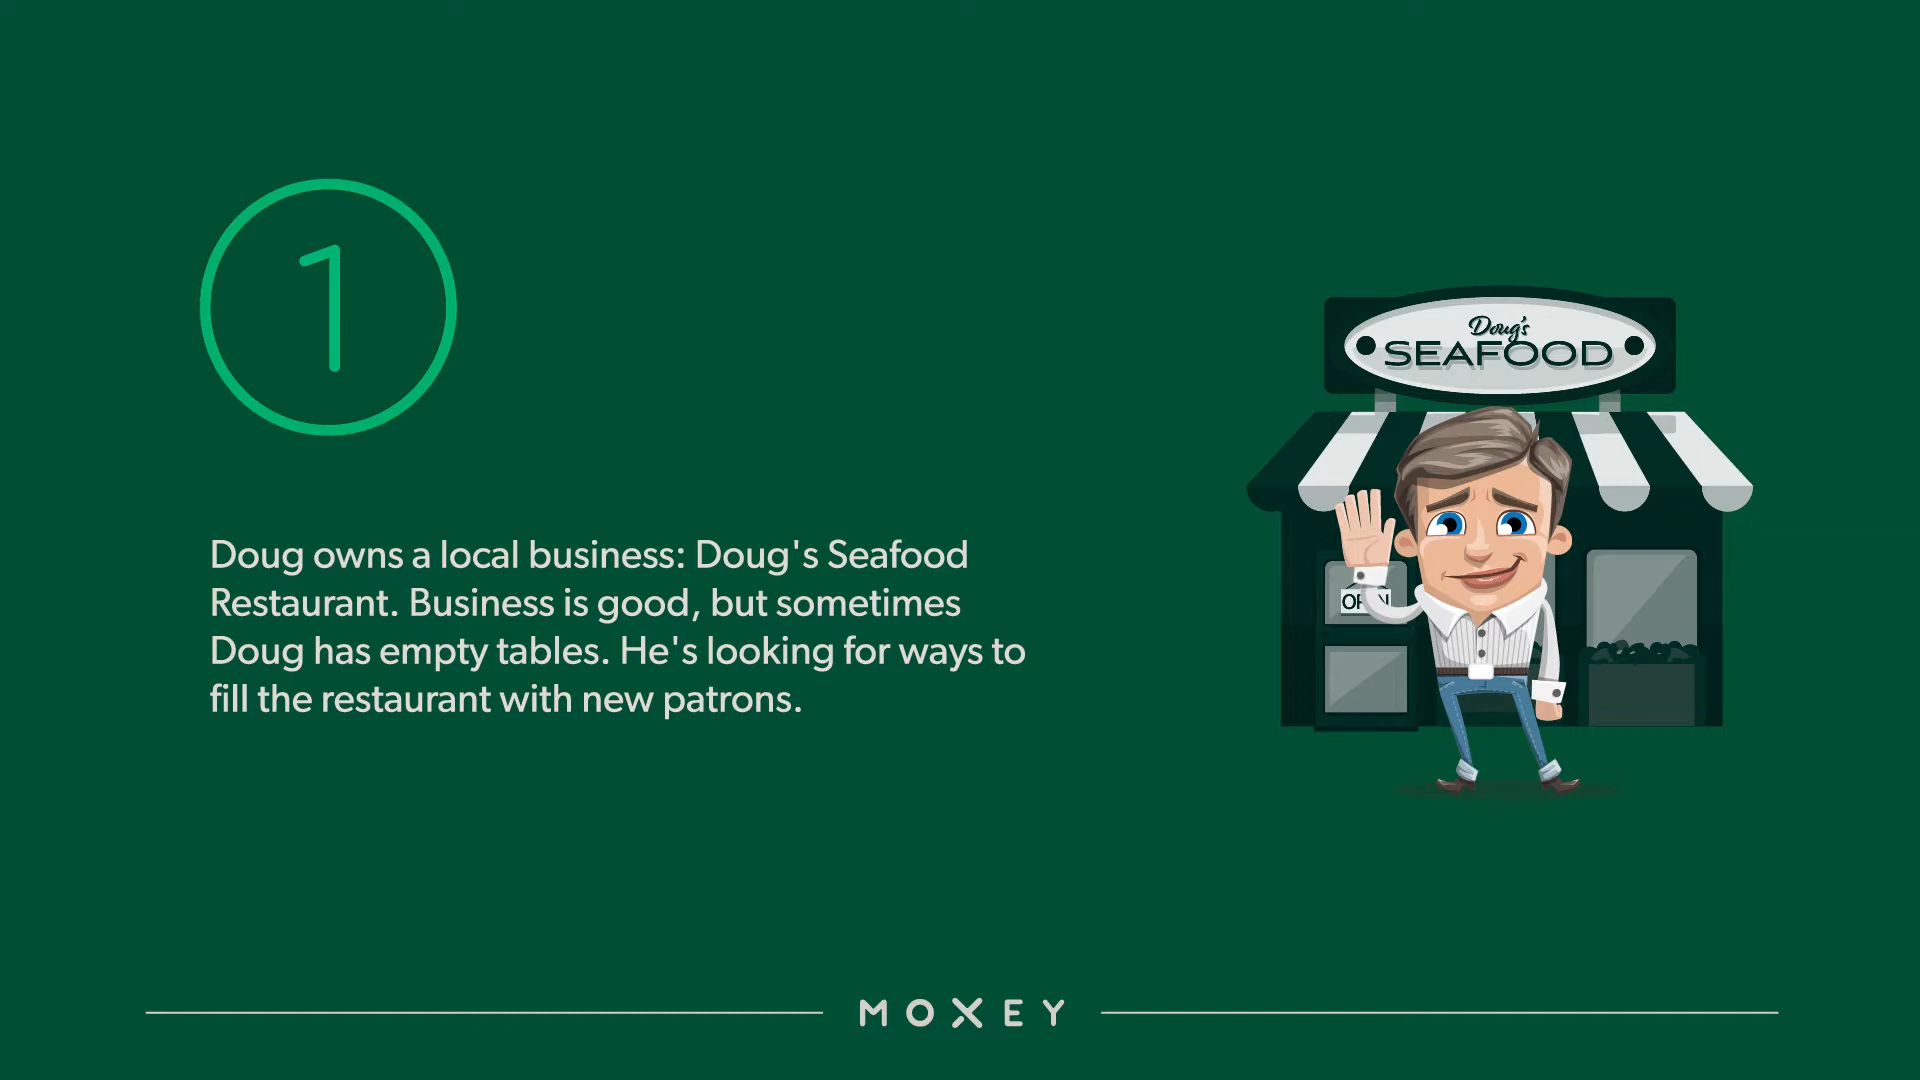 1
Doug's
SEAFOOD
OPEN
Doug owns a local business: Doug's Seafood
Restaurant. Business is good, but sometimes
Doug has empty tables. He's looking for ways to
fill the restaurant with new patrons.
MOXEY